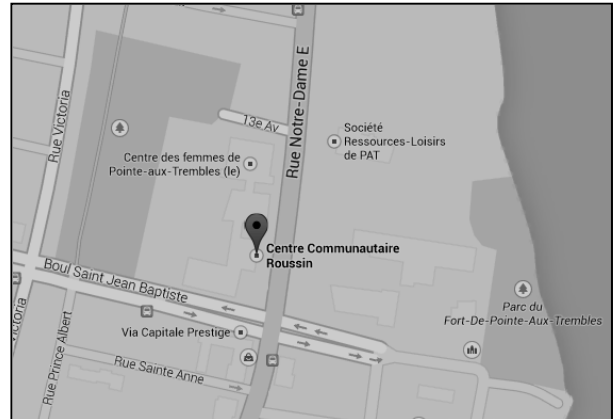 Rue Victoria
13e Av
Rue Notre-Dame E
Société
Ressources-Loisirs
de PAT
Centre des femmes de
Pointe-aux-Trembles (le)
Centre Communautaire
Roussin
Boul Saint Jean Baptiste
Parc du
Fort-De-Pointe-Aux-Trembles
Victoria
Via Capitale Prestige
Rue Prince Albert
Rue Sainte Anne